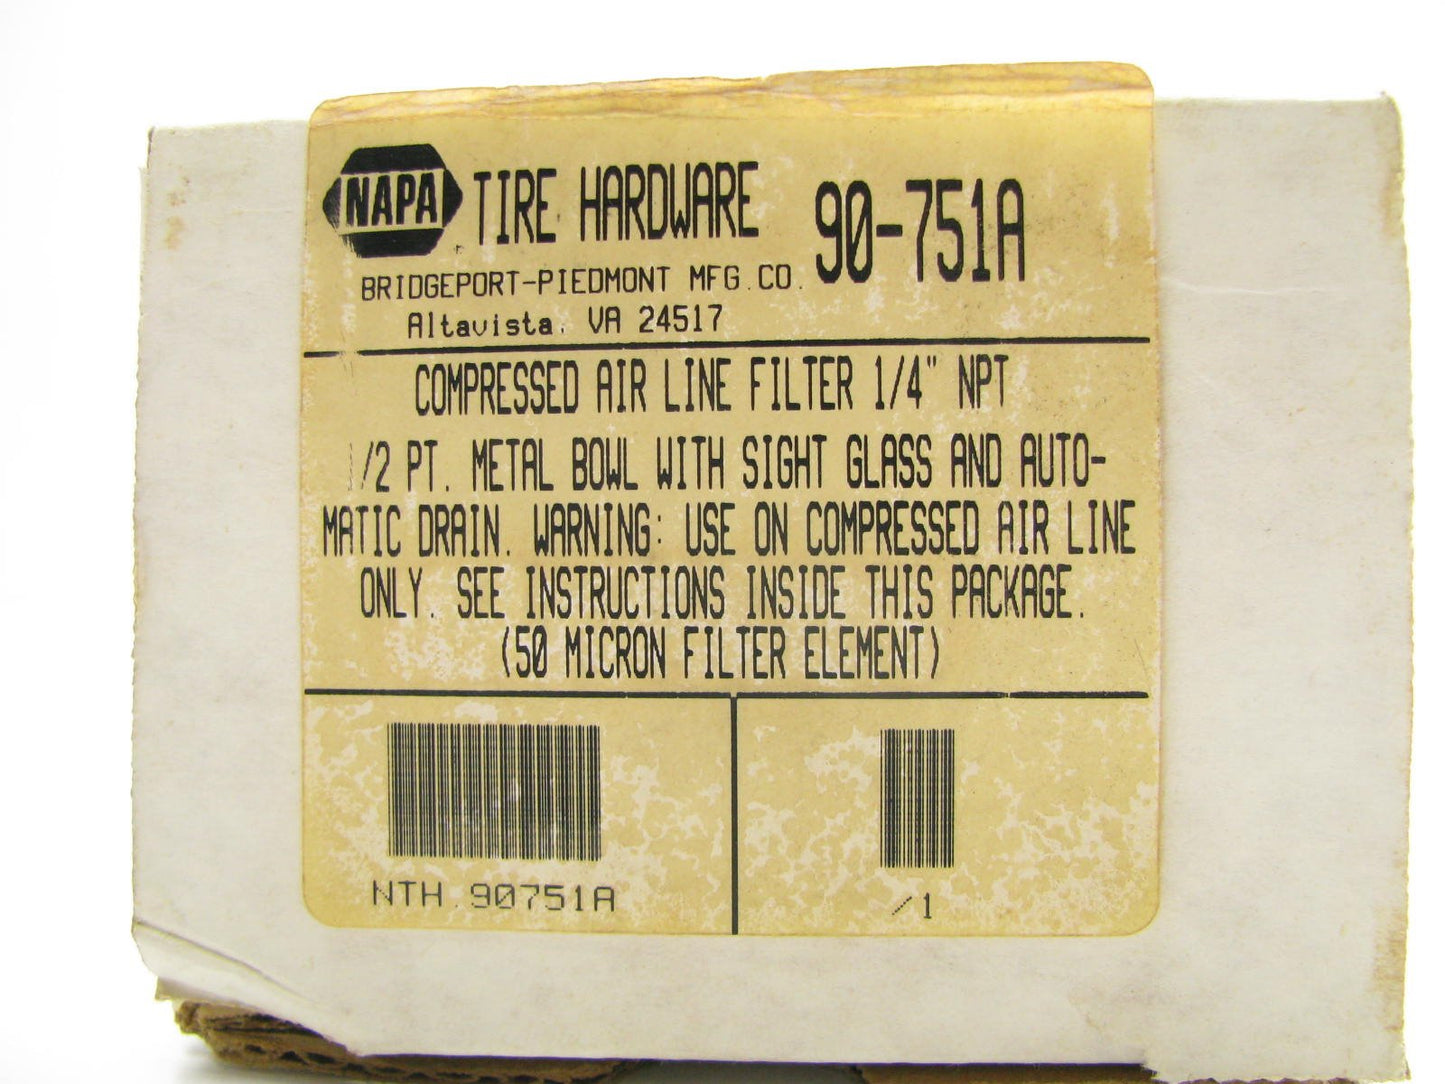 NAPA TIRE HARDWARE 90-751A
BRIDGEPORT-PIEDMONT MFG.CO.
Altavista, VA 24517
COMPRESSED AIR LINE FILTER 1/4" NPT
1/2 PT. METAL BOWL WITH SIGHT GLASS AND AUTO-
MATIC DRAIN. WARNING: USE ON COMPRESSED AIR LINE
ONLY. SEE INSTRUCTIONS INSIDE THIS PACKAGE.
(50 MICRON FILTER ELEMENT)
NTH 90751A
/1